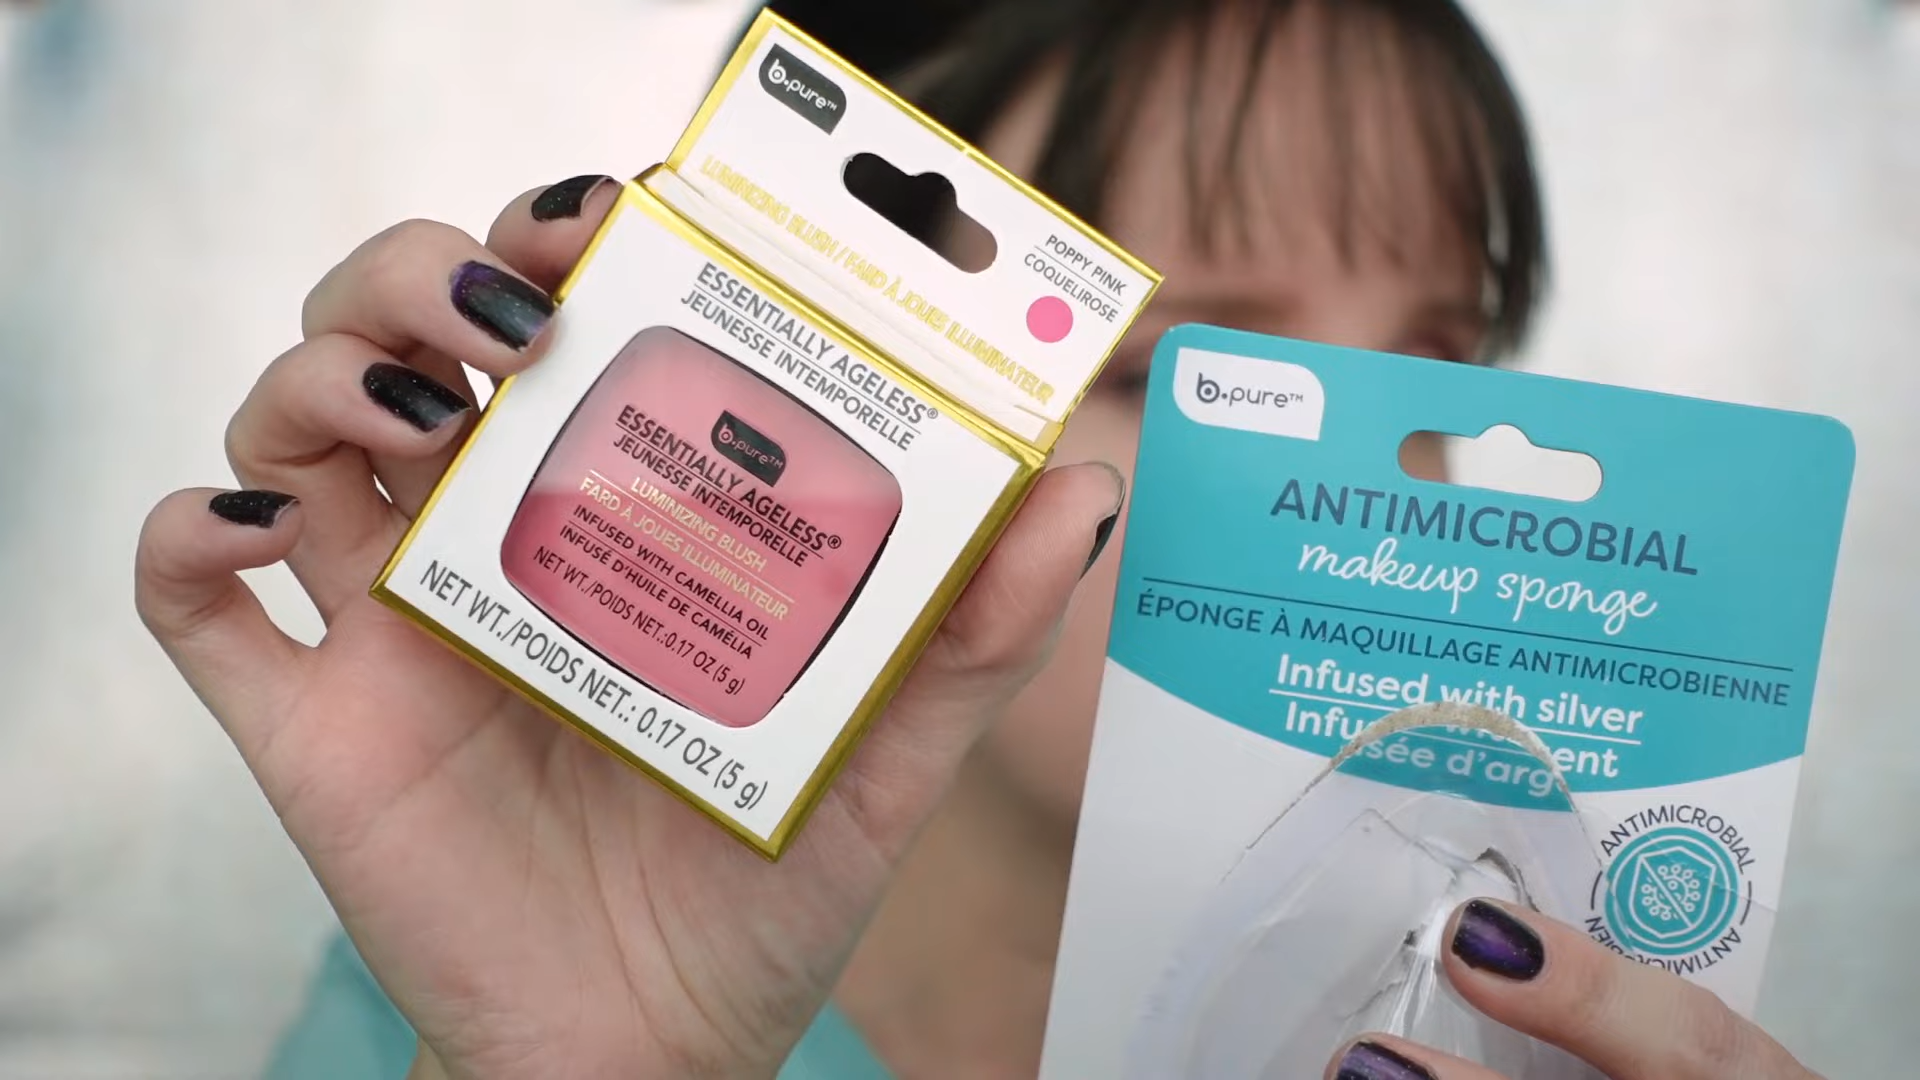 b.pure™
LUMINIZING BLUSH / FARD À JOUES ILLUMINATEUR
POPPY PINK
COQUELIROSE
ESSENTIALLY AGELESS®
JEUNESSE INTEMPORELLE
b.pure™
ESSENTIALLY AGELESS®
JEUNESSE INTEMPORELLE
LUMINIZING BLUSH
FARD À JOUES ILLUMINATEUR
INFUSED WITH CAMELLIA OIL
INFUSÉ D'HUILE DE CAMÉLIA
NET WT./POIDS NET.:0.17 OZ (5 g)
NET WT./POIDS NET.: 0.17 OZ (5 g)
b.pure™
ANTIMICROBIAL
makeup sponge
ÉPONGE À MAQUILLAGE ANTIMICROBIENNE
Infused with silver
Infusée d'argent
ANTIMICROBIAL